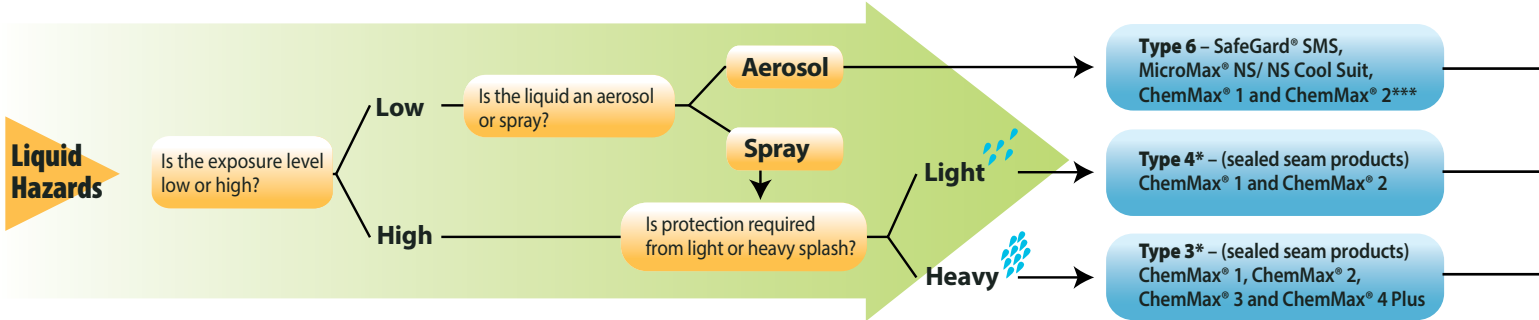 Liquid
Hazards
Is the exposure level
low or high?
Low
High
Is the liquid an aerosol
or spray?
Aerosol
Spray
Is protection required
from light or heavy splash?
Light
Heavy
Type 6 – SafeGard® SMS,
MicroMax® NS/ NS Cool Suit,
ChemMax® 1 and ChemMax® 2***
Type 4* – (sealed seam products)
ChemMax® 1 and ChemMax® 2
Type 3* – (sealed seam products)
ChemMax® 1, ChemMax® 2,
ChemMax® 3 and ChemMax® 4 Plus